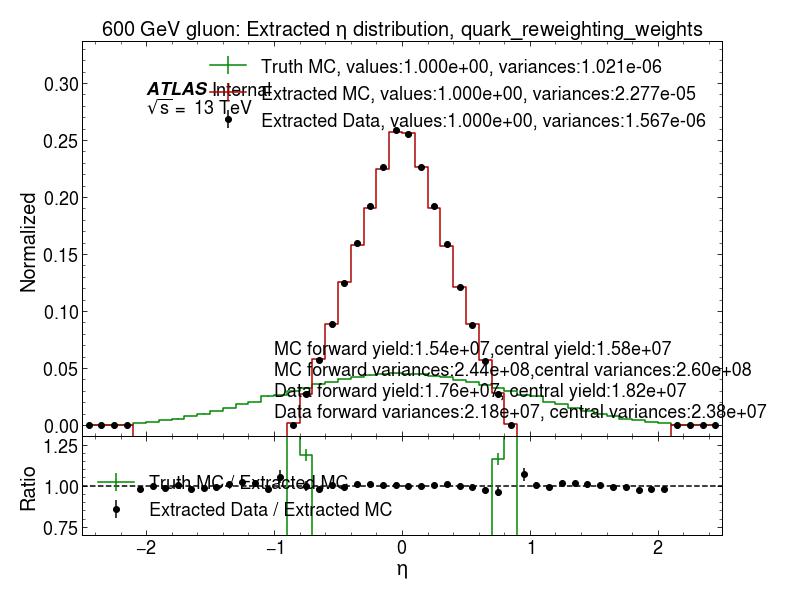 600 GeV gluon: Extracted η distribution, quark_reweighting_weights
Truth MC, values:1.000e+00, variances:1.021e-06
ATLAS Internal
Extracted MC, values:1.000e+00, variances:2.277e-05
√s = 13 TeV
Extracted Data, values:1.000e+00, variances:1.567e-06
0.30
0.25
0.20
0.15
0.10
0.05
0.00
Normalized
MC forward yield:1.54e+07,central yield:1.58e+07
MC forward variances:2.44e+08,central variances:2.60e+08
Data forward yield:1.76e+07, central yield:1.82e+07
Data forward variances:2.18e+07, central variances:2.38e+07
1.25
1.00
0.75
Ratio
Truth MC / Extracted MC
Extracted Data / Extracted MC
−2 −1 0 1 2
η